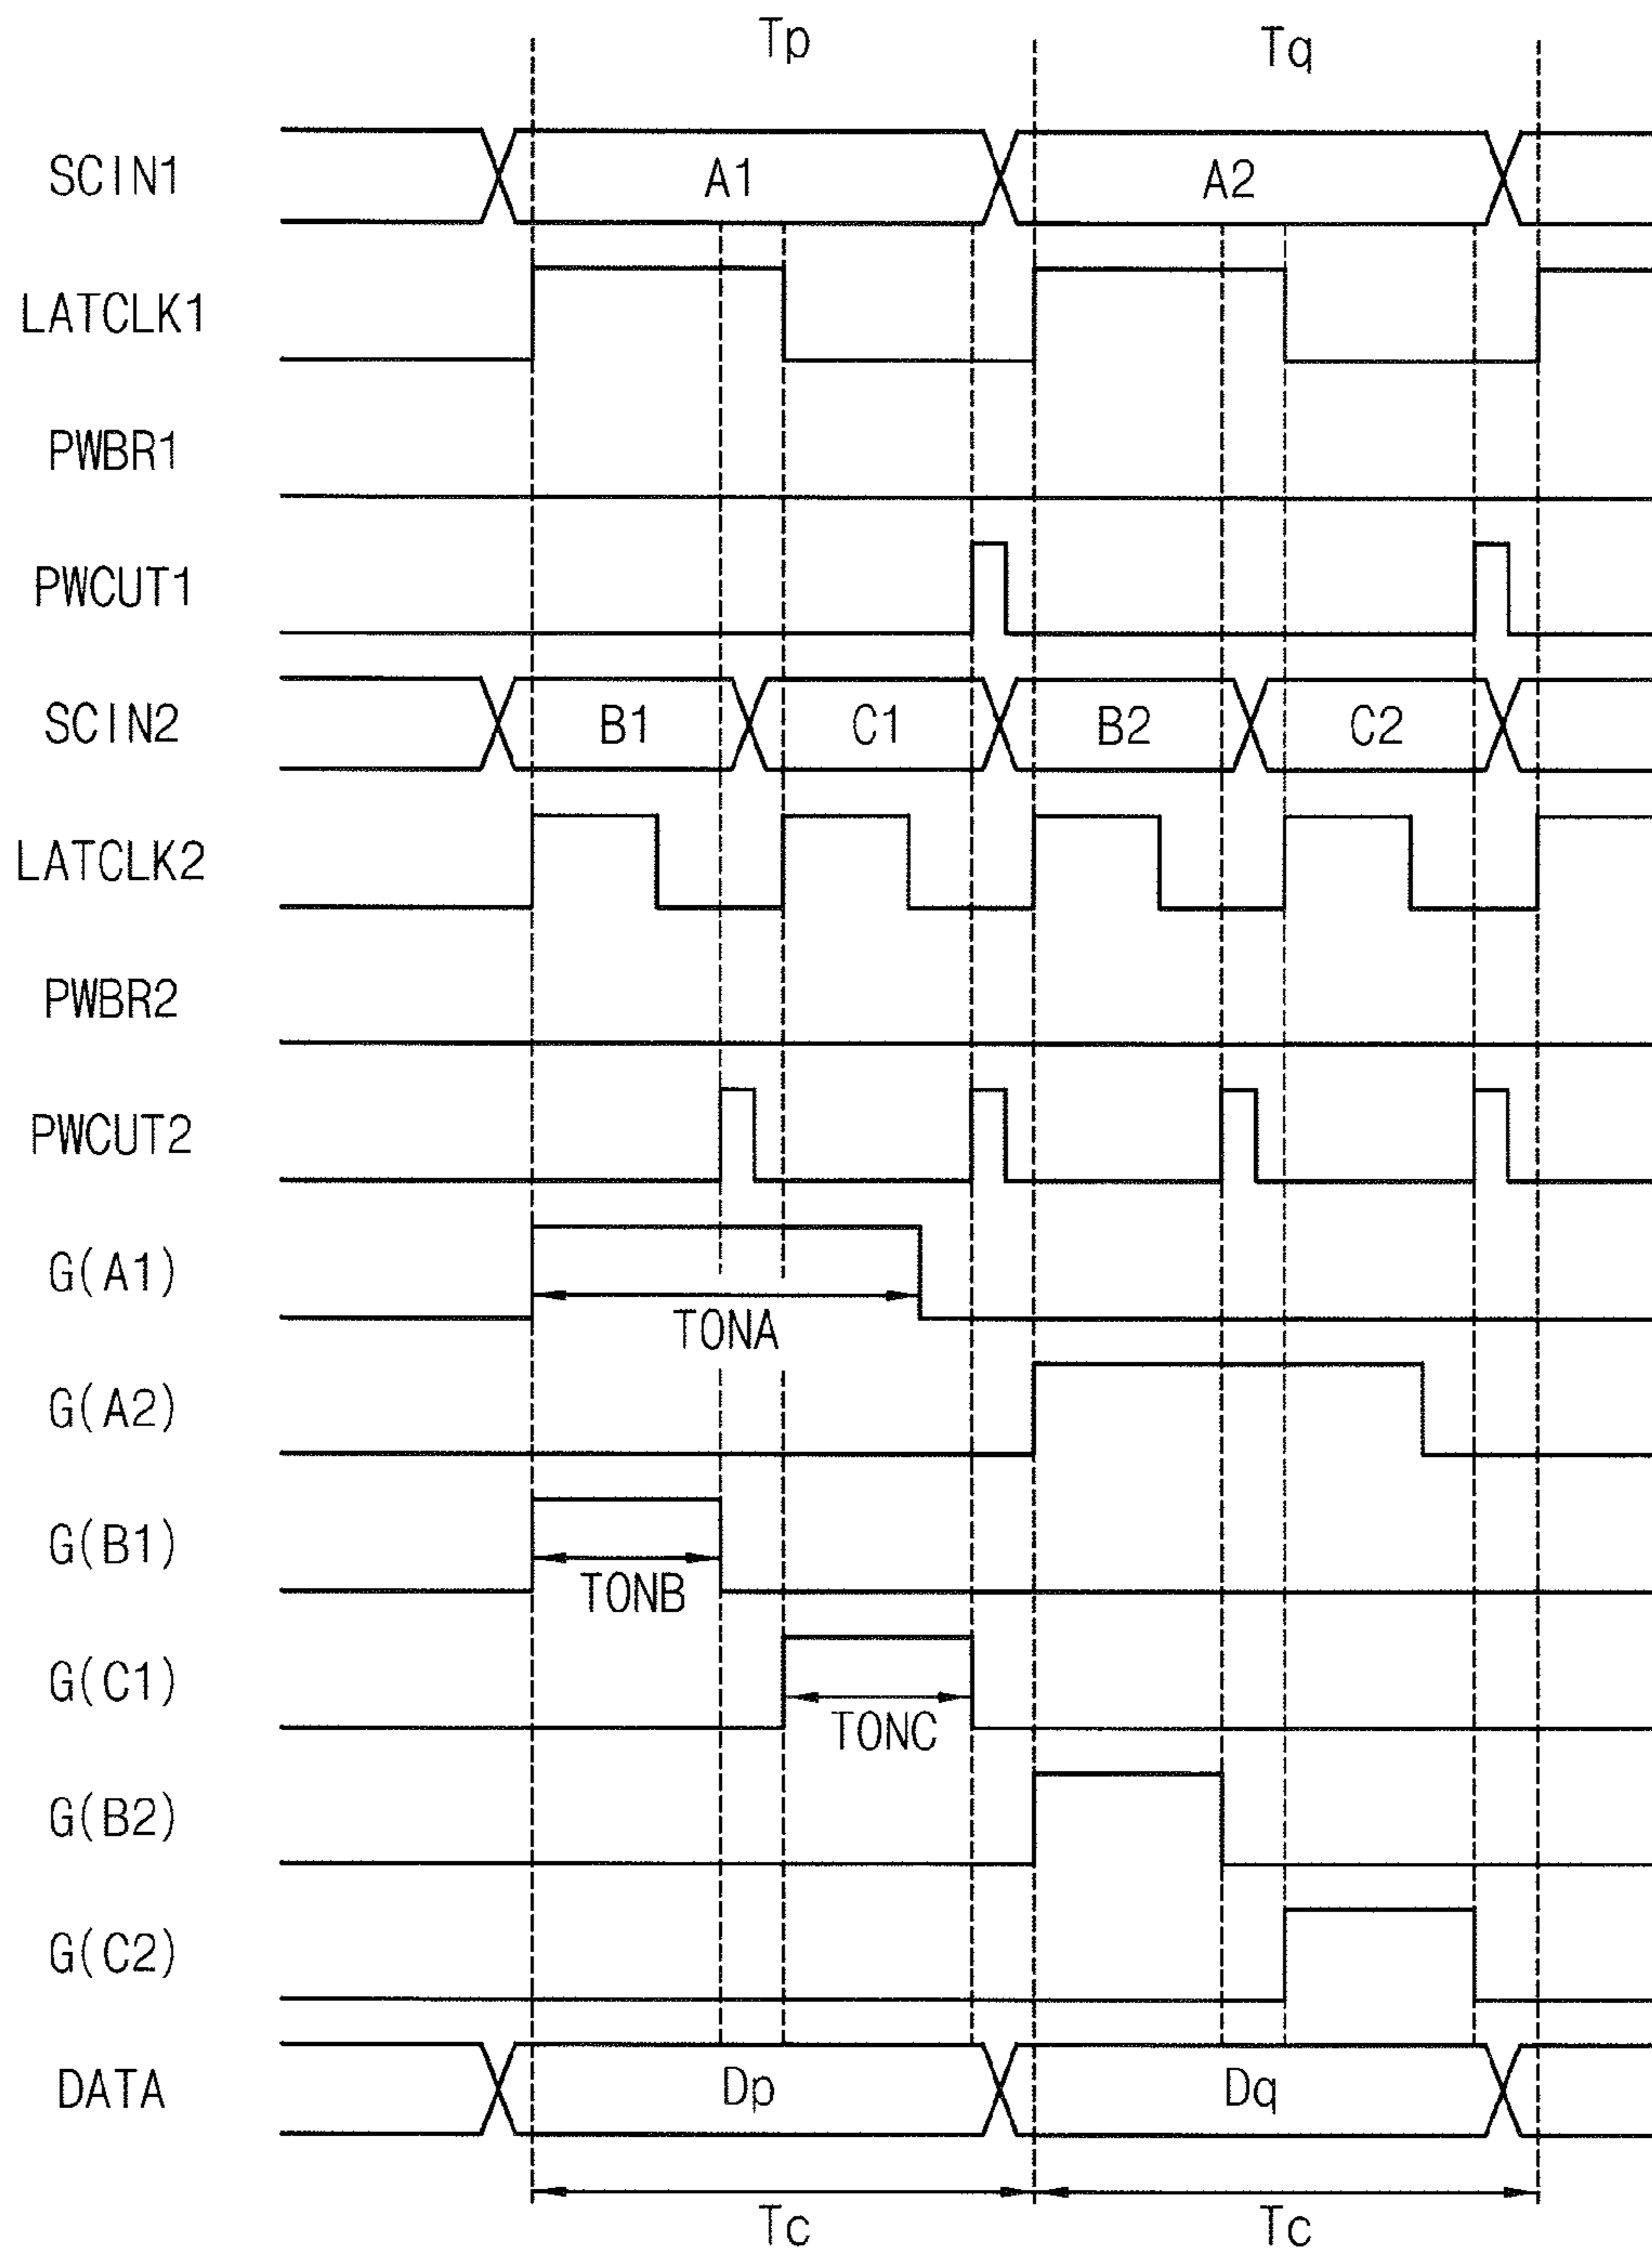 Tp Tq
SCIN1 A1 A2
LATCLK1
PWBR1
PWCUT1
SCIN2 B1 C1 B2 C2
LATCLK2
PWBR2
PWCUT2
G(A1)
TONA
G(A2)
G(B1)
TONB
G(C1)
TONC
G(B2)
G(C2)
DATA Dp Dq
Tc Tc